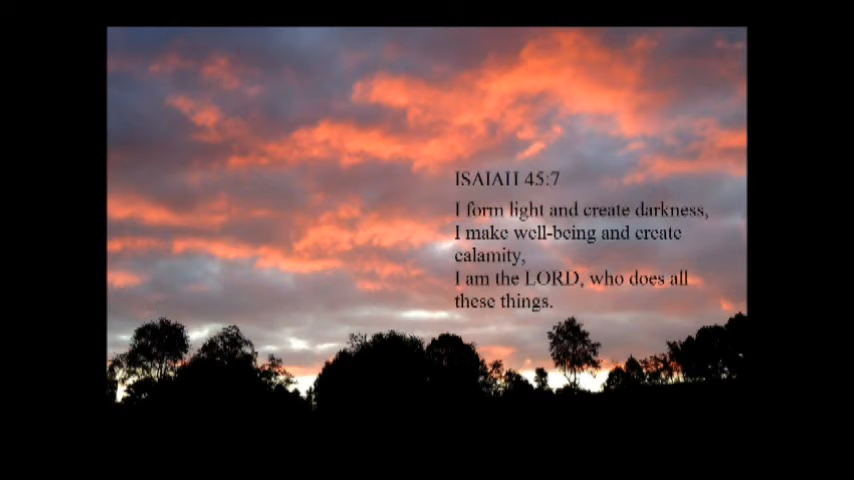 ISAIAH 45:7
I form light and create darkness,
I make well-being and create
calamity,
I am the LORD, who does all
these things.